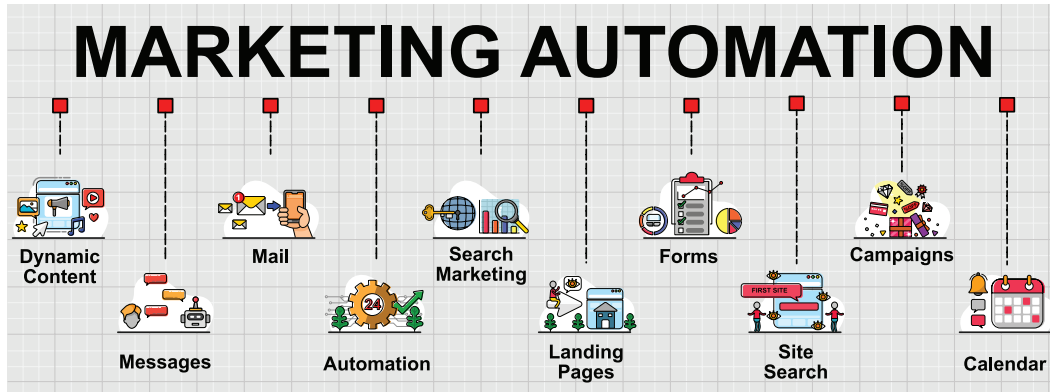 MARKETING AUTOMATION
Dynamic
Content
Messages
Mail
24
Automation
Search
Marketing
Landing
Pages
Forms
FIRST SITE
Site
Search
Campaigns
Calendar